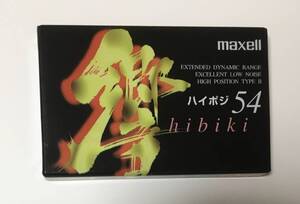 maxell
響
EXTENDED DYNAMIC RANGE
EXCELLENT LOW NOISE
HIGH POSITION TYPE II
ハイポジ 54
hibiki